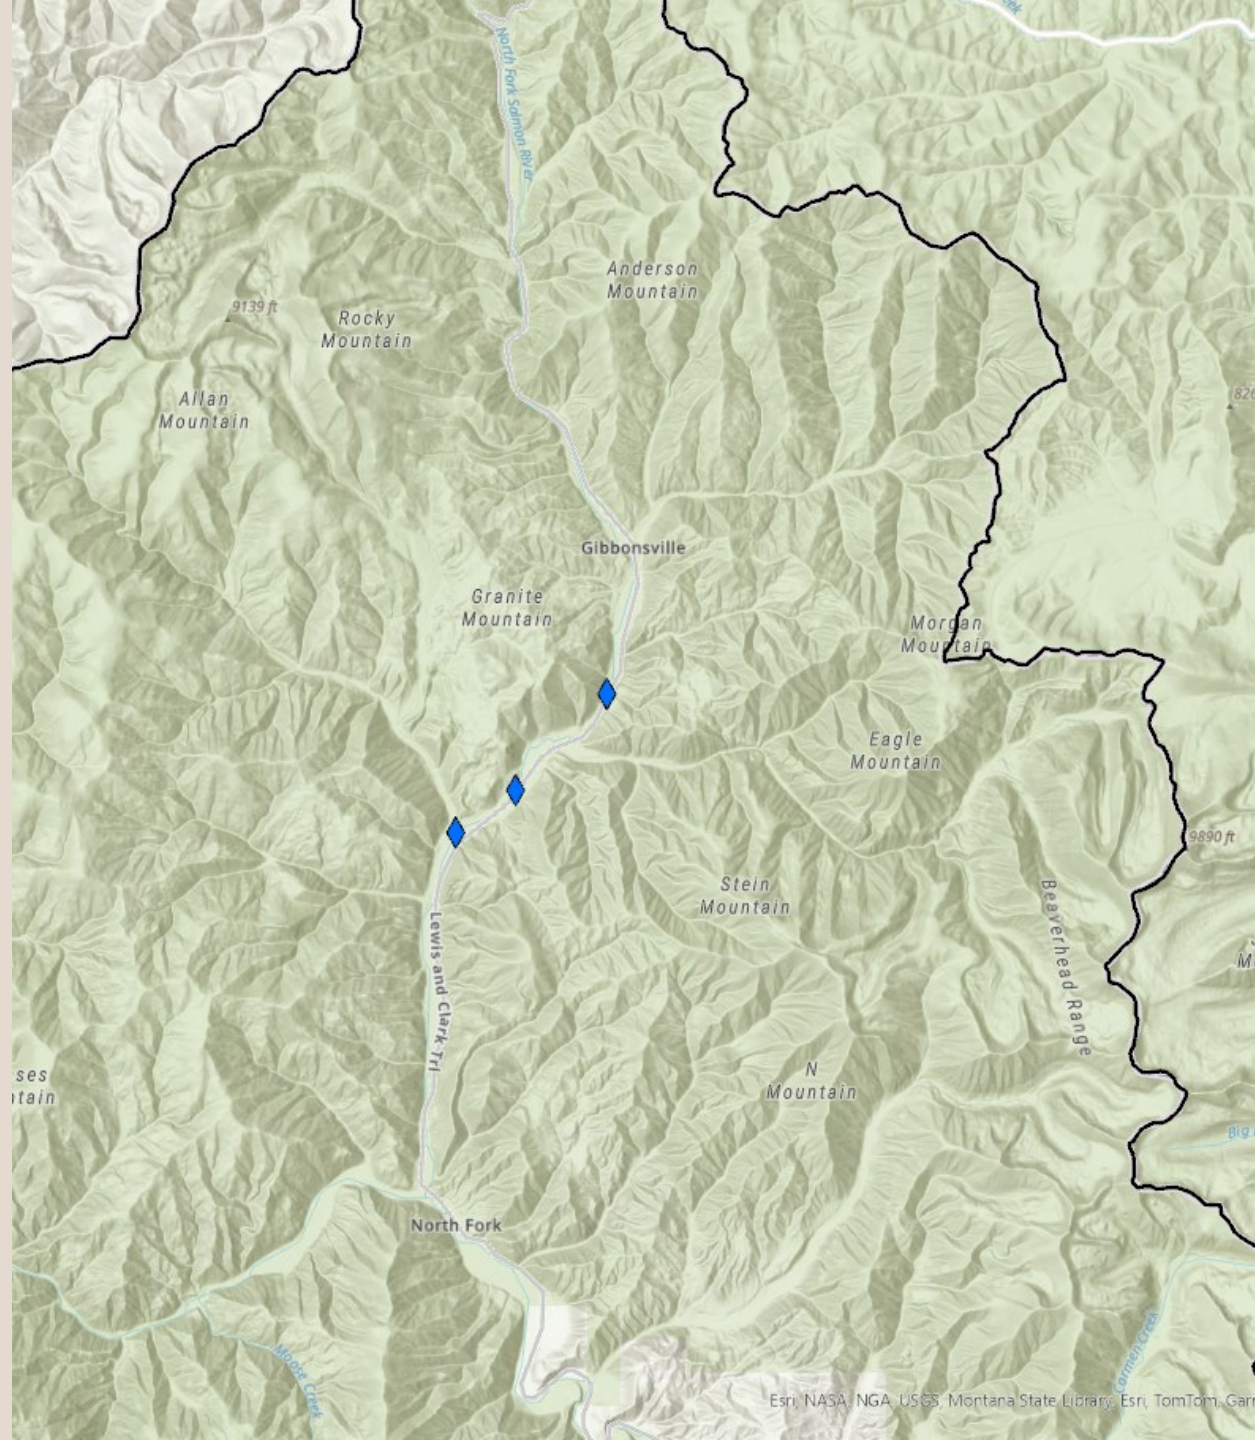 North Fork Salmon River
Anderson
Mountain
9139 ft
Rocky
Mountain
Allan
Mountain
Gibbonsville
Granite
Mountain
Morgan
Mountain
Eagle
Mountain
9890 ft
Stein
Mountain
Beaverhead Range
Lewis and Clark Trl
N
Mountain
North Fork
Moose Creek
Carmen Creek
Big
Esri, NASA, NGA, USGS, Montana State Library, Esri, TomTom, Gar